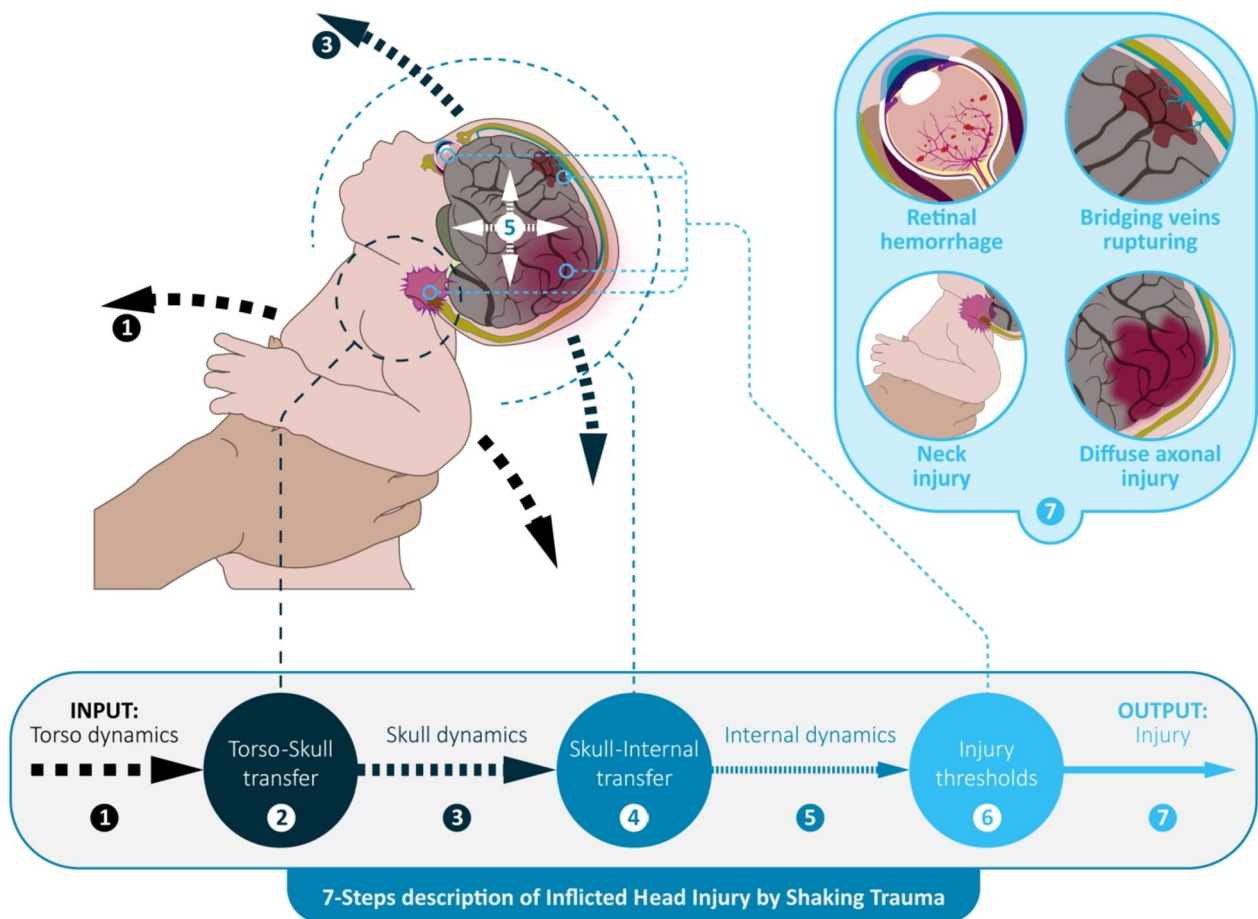 3
1
5
Retinal
hemorrhage
Bridging veins
rupturing
Neck
injury
Diffuse axonal
injury
7
INPUT:
Torso dynamics
1
Torso-Skull
transfer
2
Skull dynamics
3
Skull-Internal
transfer
4
Internal dynamics
5
Injury
thresholds
6
OUTPUT:
Injury
7
7-Steps description of Inflicted Head Injury by Shaking Trauma